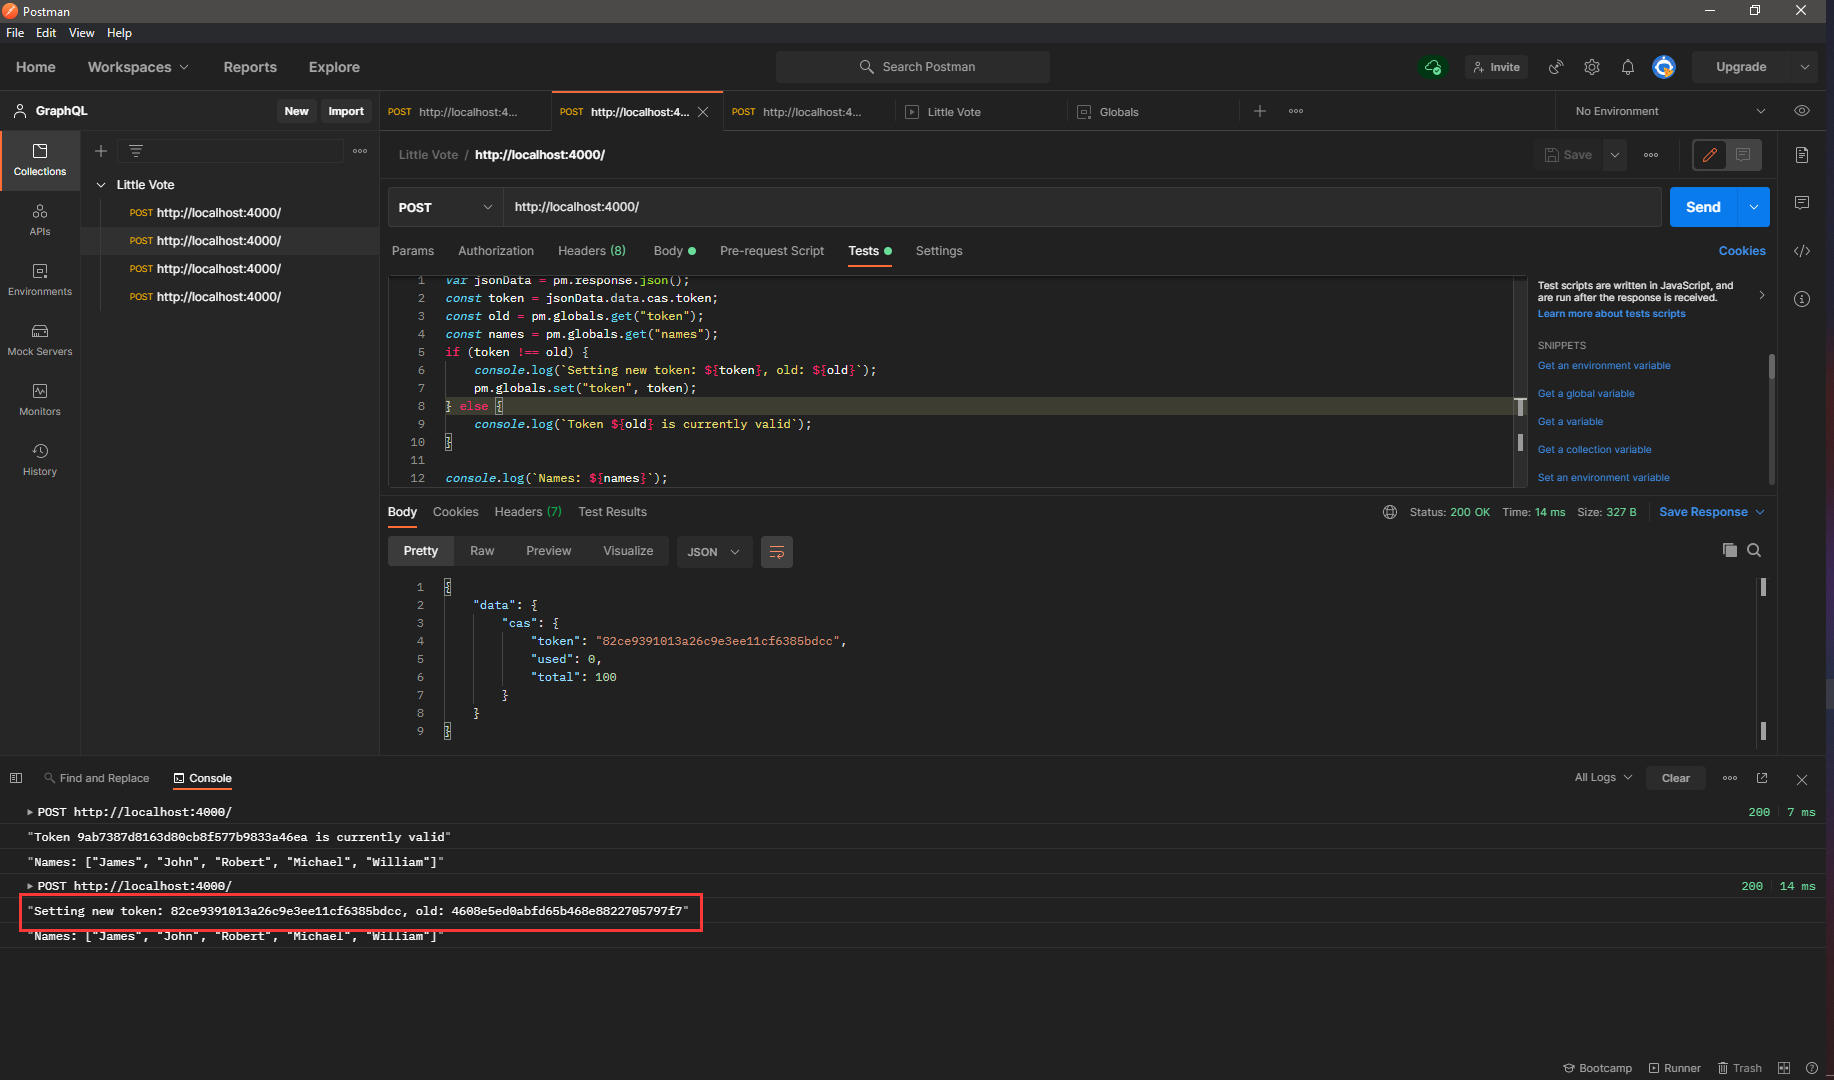 Postman
File Edit View Help
Home Workspaces Reports Explore Search Postman Invite Upgrade
GraphQL New Import
POST http://localhost:4... POST http://localhost:4... POST http://localhost:4... Little Vote Globals No Environment
Collections
APIs
Environments
Mock Servers
Monitors
History
Little Vote
POST http://localhost:4000/
POST http://localhost:4000/
POST http://localhost:4000/
POST http://localhost:4000/
Little Vote / http://localhost:4000/ Save
POST http://localhost:4000/ Send
Params Authorization Headers (8) Body Pre-request Script Tests Settings Cookies
1 var jsonData = pm.response.json();
2 const token = jsonData.data.cas.token;
3 const old = pm.globals.get("token");
4 const names = pm.globals.get("names");
5 if (token !== old) {
6 console.log(`Setting new token: ${token}, old: ${old}`);
7 pm.globals.set("token", token);
8 } else {
9 console.log(`Token ${old} is currently valid`);
10 }
11
12 console.log(`Names: ${names}`);
Test scripts are written in JavaScript, and
are run after the response is received.
Learn more about tests scripts
SNIPPETS
Get an environment variable
Get a global variable
Get a variable
Get a collection variable
Set an environment variable
Body Cookies Headers (7) Test Results Status: 200 OK Time: 14 ms Size: 327 B Save Response
Pretty Raw Preview Visualize JSON
1 {
2 "data": {
3 "cas": {
4 "token": "82ce9391013a26c9e3ee11cf6385bdcc",
5 "used": 0,
6 "total": 100
7 }
8 }
9 }
Find and Replace Console All Logs Clear
POST http://localhost:4000/ 200 7 ms
"Token 9ab7387d8163d80cb8f577b9833a46ea is currently valid"
"Names: ["James", "John", "Robert", "Michael", "William"]"
POST http://localhost:4000/ 200 14 ms
"Setting new token: 82ce9391013a26c9e3ee11cf6385bdcc, old: 4608e5ed0abfd65b468e8822705797f7"
"Names: ["James", "John", "Robert", "Michael", "William"]"
Bootcamp Runner Trash